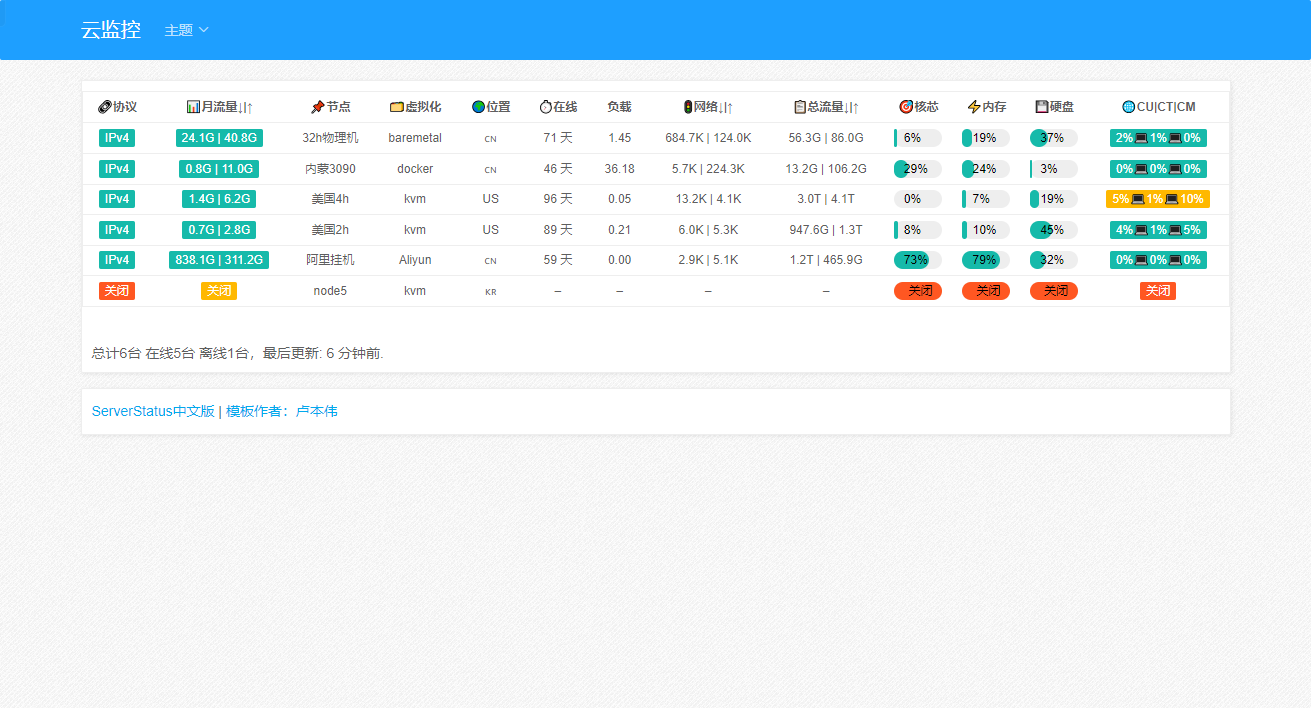 云监控 主题
🔗协议 📊月流量↓|↑ 📌节点 🗂️虚拟化 🌍位置 ⏱️在线 负载 🚦网络↓|↑ 📋总流量↓|↑ 🎯核芯 ⚡内存 💾硬盘 🌐CU|CT|CM
IPv4 24.1G | 40.8G 32h物理机 baremetal CN 71 天 1.45 684.7K | 124.0K 56.3G | 86.0G 6% 19% 37% 2%💻1%💻0%
IPv4 0.8G | 11.0G 内蒙3090 docker CN 46 天 36.18 5.7K | 224.3K 13.2G | 106.2G 29% 24% 3% 0%💻0%💻0%
IPv4 1.4G | 6.2G 美国4h kvm US 96 天 0.05 13.2K | 4.1K 3.0T | 4.1T 0% 7% 19% 5%💻1%💻10%
IPv4 0.7G | 2.8G 美国2h kvm US 89 天 0.21 6.0K | 5.3K 947.6G | 1.3T 8% 10% 45% 4%💻1%💻5%
IPv4 838.1G | 311.2G 阿里挂机 Aliyun CN 59 天 0.00 2.9K | 5.1K 1.2T | 465.9G 73% 79% 32% 0%💻0%💻0%
关闭 关闭 node5 kvm KR – – – – 关闭 关闭 关闭 关闭
总计6台 在线5台 离线1台，最后更新: 6 分钟前.
ServerStatus中文版 | 模板作者：卢本伟